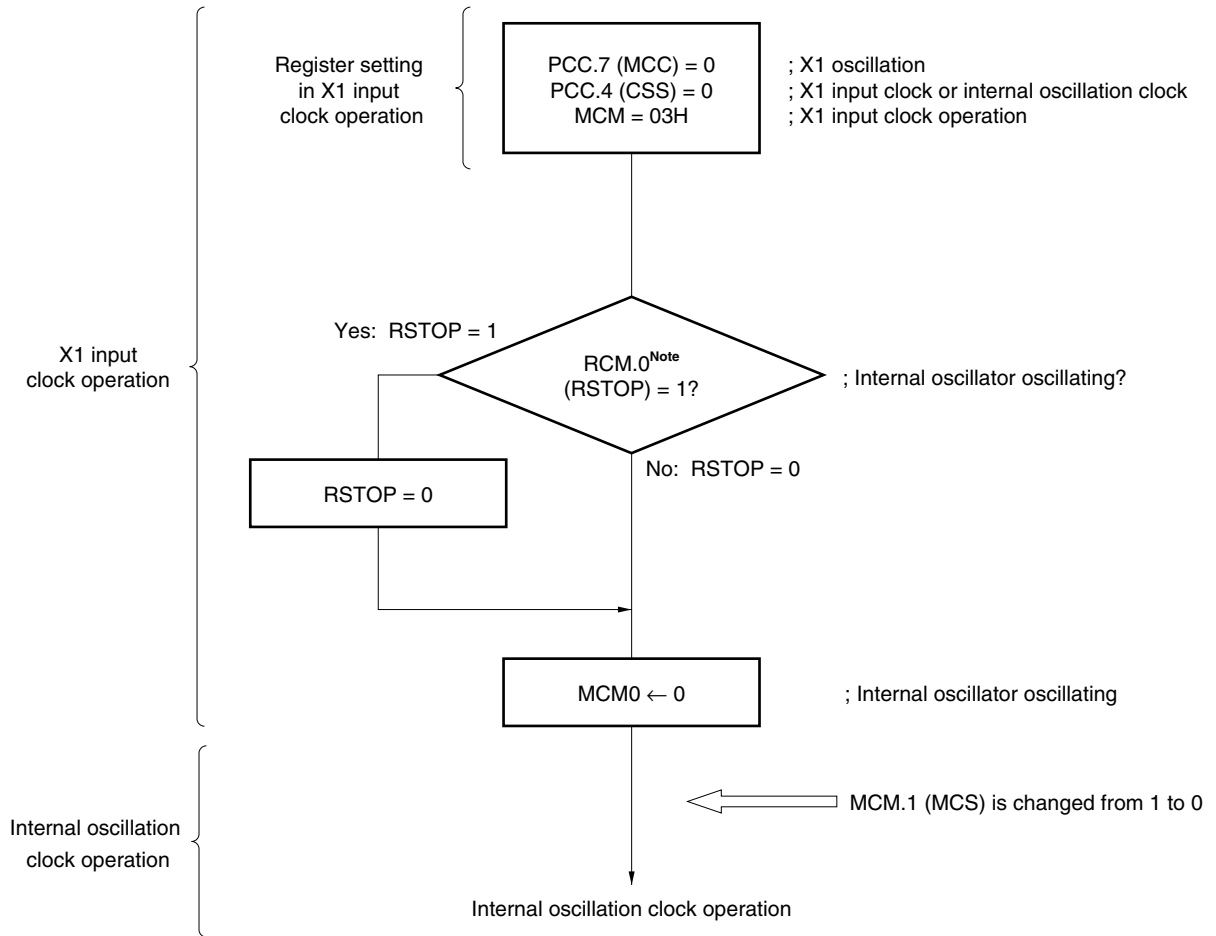 Register setting
in X1 input
clock operation
PCC.7 (MCC) = 0
PCC.4 (CSS) = 0
MCM = 03H
; X1 oscillation
; X1 input clock or internal oscillation clock
; X1 input clock operation
X1 input
clock operation
Yes: RSTOP = 1
RCM.0Note
(RSTOP) = 1?
; Internal oscillator oscillating?
No: RSTOP = 0
RSTOP = 0
MCM0 ← 0
; Internal oscillator oscillating
MCM.1 (MCS) is changed from 1 to 0
Internal oscillation
clock operation
Internal oscillation clock operation